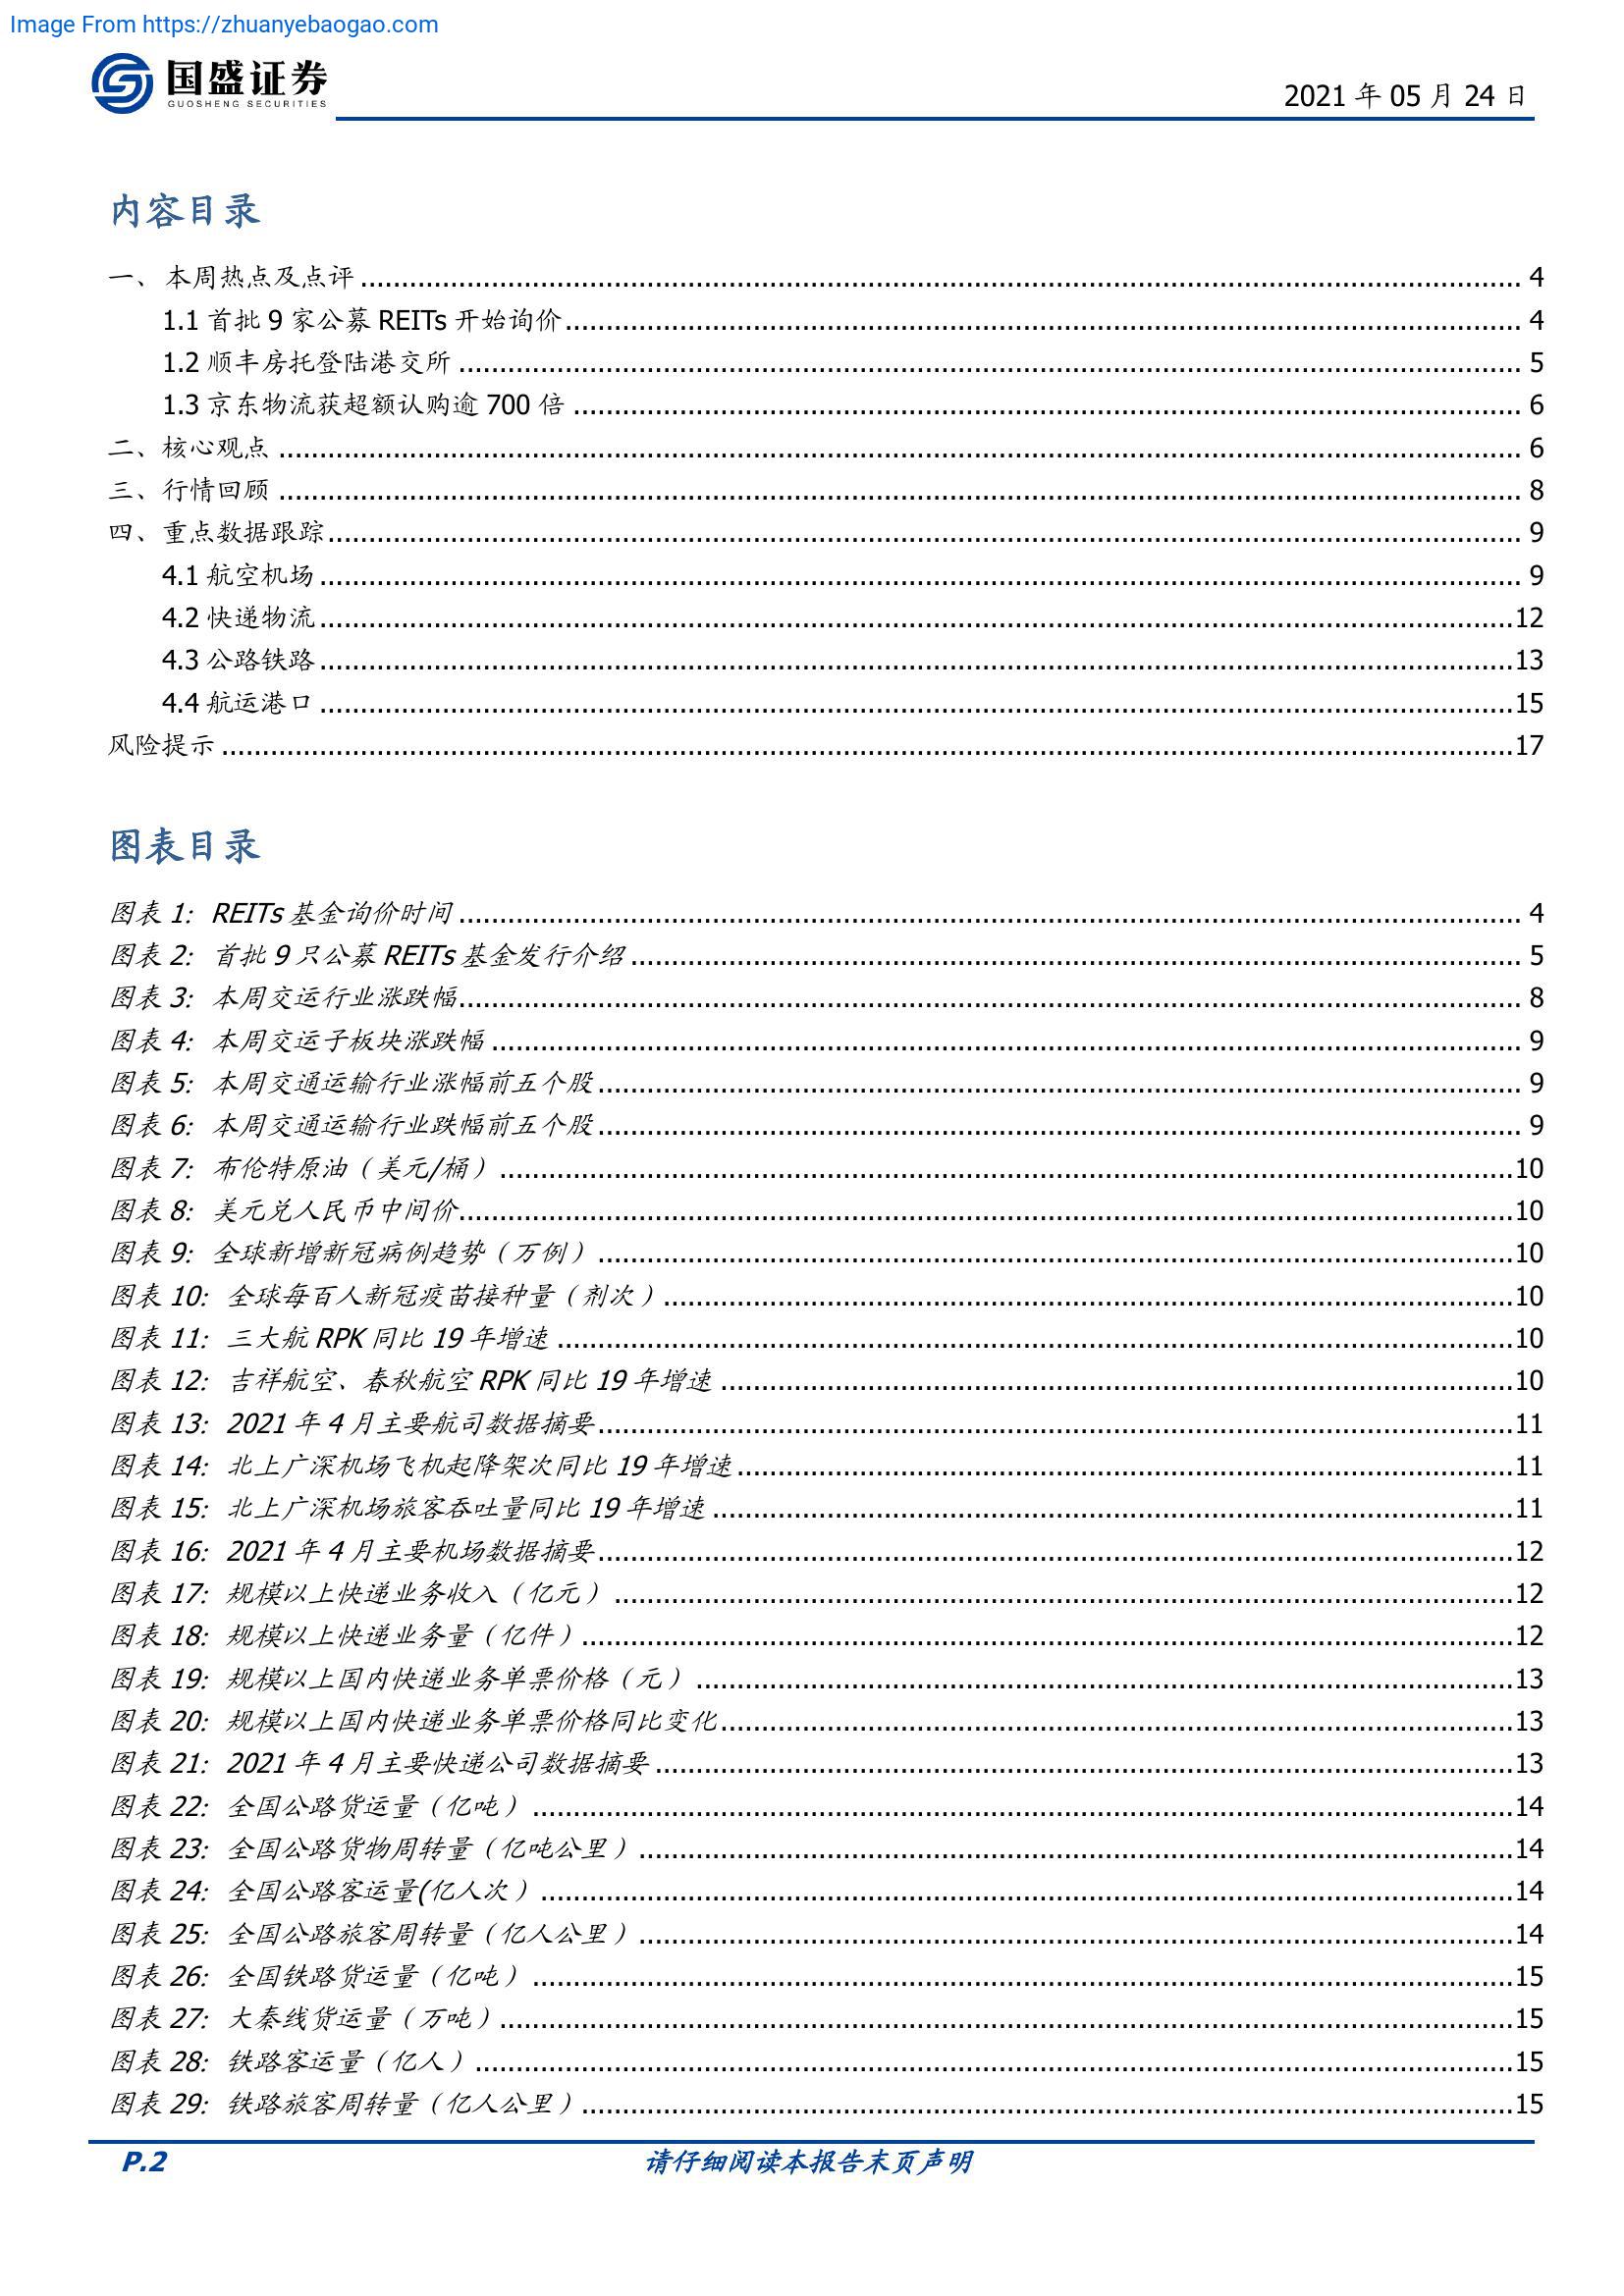 Image From https://zhuanyebaogao.com
国盛证券
GUOSHENG SECURITIES
2021 年 05 月 24 日
内容目录
一、 本周热点及点评 4
1.1 首批 9 家公募 REITs 开始询价 4
1.2 顺丰房托登陆港交所 5
1.3 京东物流获超额认购逾 700 倍 6
二、核心观点 6
三、行情回顾 8
四、重点数据跟踪 9
4.1 航空机场 9
4.2 快递物流 12
4.3 公路铁路 13
4.4 航运港口 15
风险提示 17
图表目录
图表 1: REITs 基金询价时间 4
图表 2: 首批 9 只公募 REITs 基金发行介绍 5
图表 3: 本周交运行业涨跌幅 8
图表 4: 本周交运子板块涨跌幅 9
图表 5: 本周交通运输行业涨幅前五个股 9
图表 6: 本周交通运输行业跌幅前五个股 9
图表 7: 布伦特原油（美元/桶） 10
图表 8: 美元兑人民币中间价 10
图表 9: 全球新增新冠病例趋势（万例） 10
图表 10: 全球每百人新冠疫苗接种量（剂次） 10
图表 11: 三大航 RPK 同比 19 年增速 10
图表 12: 吉祥航空、春秋航空 RPK 同比 19 年增速 10
图表 13: 2021 年 4 月主要航司数据摘要 11
图表 14: 北上广深机场飞机起降架次同比 19 年增速 11
图表 15: 北上广深机场旅客吞吐量同比 19 年增速 11
图表 16: 2021 年 4 月主要机场数据摘要 12
图表 17: 规模以上快递业务收入（亿元） 12
图表 18: 规模以上快递业务量（亿件） 12
图表 19: 规模以上国内快递业务单票价格（元） 13
图表 20: 规模以上国内快递业务单票价格同比变化 13
图表 21: 2021 年 4 月主要快递公司数据摘要 13
图表 22: 全国公路货运量（亿吨） 14
图表 23: 全国公路货物周转量（亿吨公里） 14
图表 24: 全国公路客运量(亿人次） 14
图表 25: 全国公路旅客周转量（亿人公里） 14
图表 26: 全国铁路货运量（亿吨） 15
图表 27: 大秦线货运量（万吨） 15
图表 28: 铁路客运量（亿人） 15
图表 29: 铁路旅客周转量（亿人公里） 15
P.2 请仔细阅读本报告末页声明